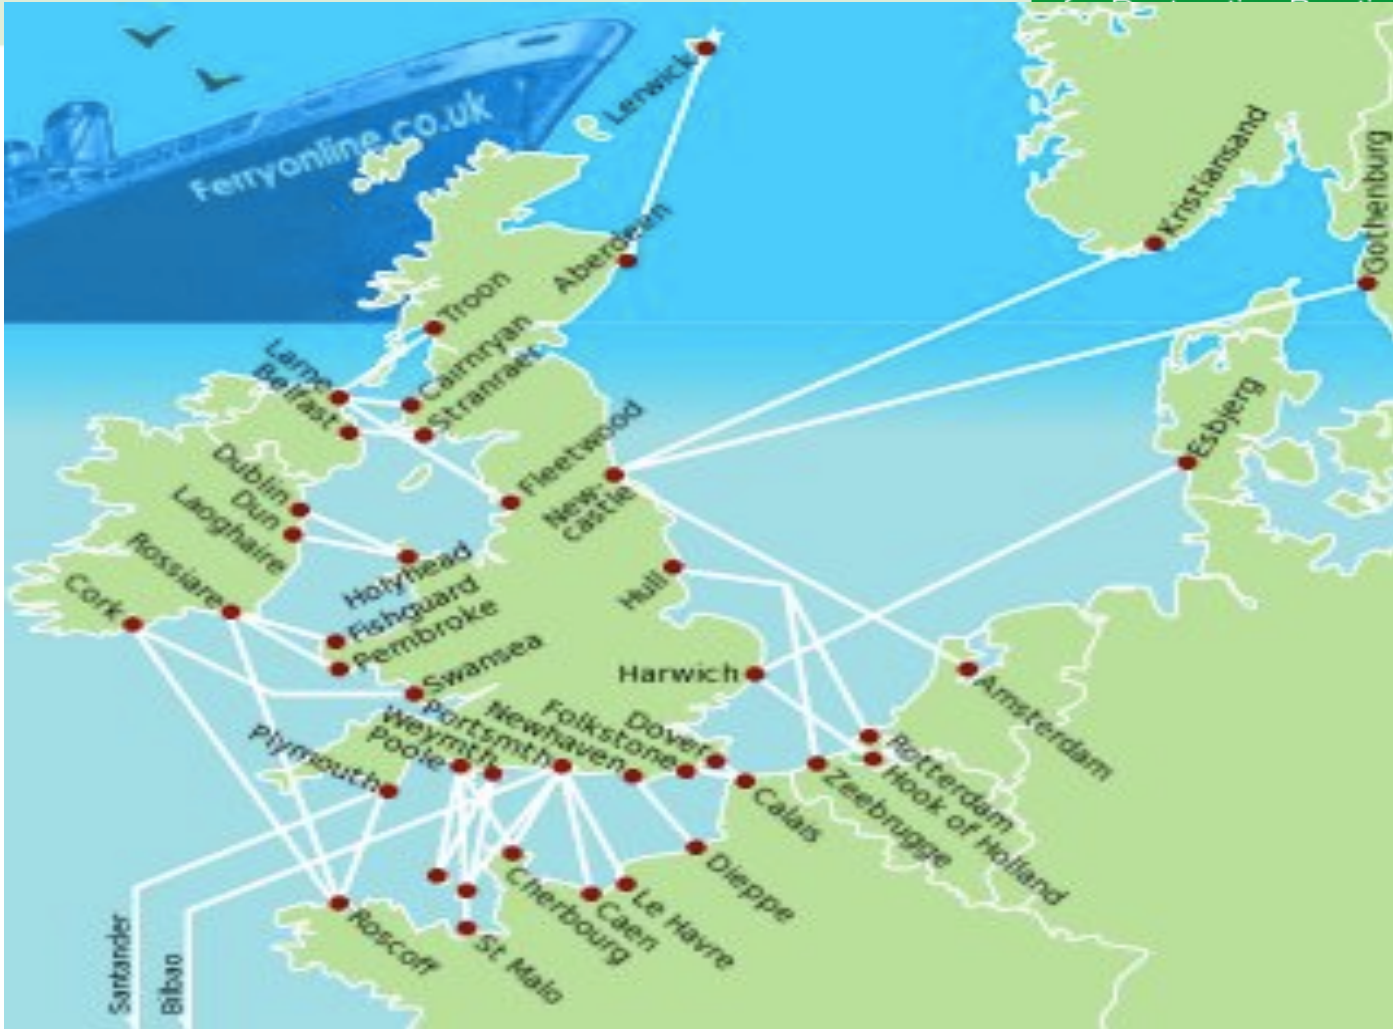 Lerwick
Ferryonline.co.uk
Kristiansand
Gothenburg
Aberdeen
Troon
Cairnryan
Stranraer
Larne
Belfast
Esbjerg
Fleetwood
New-
castle
Dublin
Dun
Laoghaire
Holyhead
Rossiare
Cork
Fishguard
Pembroke
Hull
Swansea
Harwich
Amsterdam
Dover
Folkstone
Newhaven
Portsmth
Weymth
Poole
Plymouth
Rotterdam
Hook of Holland
Zeebrugge
Calais
Dieppe
Le Havre
Caen
Cherbourg
St Malo
Roscoff
Santander
Bilbao